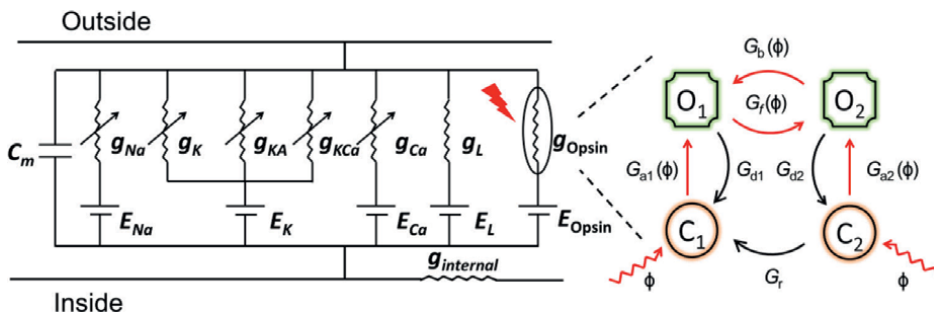 Outside
C_m g_Na g_K g_KA g_KCa g_Ca g_L g_Opsin
E_Na E_K E_Ca E_L E_Opsin
g_internal
Inside
G_b(ϕ)
O_1 G_f(ϕ) O_2
G_a1(ϕ) G_d1 G_d2 G_a2(ϕ)
C_1 C_2
ϕ G_r ϕ